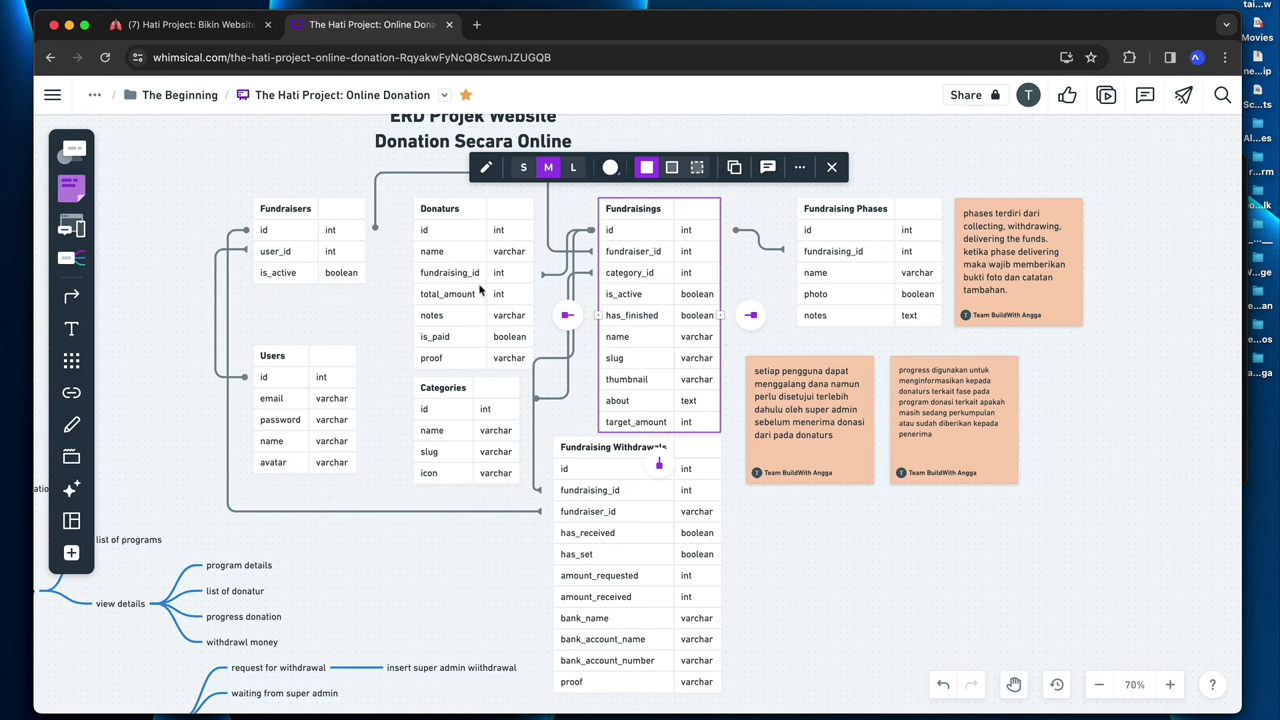 (7) Hati Project: Bikin Websit
The Hati Project: Online Dona
whimsical.com/the-hati-project-online-donation-RqyakwFyNcQ8CswnJZUGQB
The Beginning / The Hati Project: Online Donation
Share
T
ERD Projek Website
Donation Secara Online
S M L
Fundraisers
id int
user_id int
is_active boolean
Users
id int
email varchar
password varchar
name varchar
avatar varchar
Donaturs
id int
name varchar
fundraising_id int
total_amount int
notes varchar
is_paid boolean
proof varchar
Categories
id int
name varchar
slug varchar
icon varchar
Fundraisings
id int
fundraiser_id int
category_id int
is_active boolean
has_finished boolean
name varchar
slug varchar
thumbnail varchar
about text
target_amount int
Fundraising Withdrawals
id int
fundraising_id int
fundraiser_id varchar
has_received boolean
has_set boolean
amount_requested int
amount_received int
bank_name varchar
bank_account_name varchar
bank_account_number varchar
proof varchar
Fundraising Phases
id int
fundraising_id int
name varchar
photo boolean
notes text
phases terdiri dari
collecting, withdrawing,
delivering the funds.
ketika phase delivering
maka wajib memberikan
bukti foto dan catatan
tambahan.
T Team BuildWith Angga
setiap pengguna dapat
menggalang dana namun
perlu disetujui terlebih
dahulu oleh super admin
sebelum menerima donasi
dari pada donaturs
T Team BuildWith Angga
progress digunakan untuk
menginformasikan kepada
donaturs terkait fase pada
program donasi terkait apakah
masih sedang perkumpulan
atau sudah diberikan kepada
penerima
T Team BuildWith Angga
list of programs
view details
program details
list of donatur
progress donation
withdrawl money
request for withdrawal
insert super admin wiithdrawal
waiting from super admin
70%
Movies